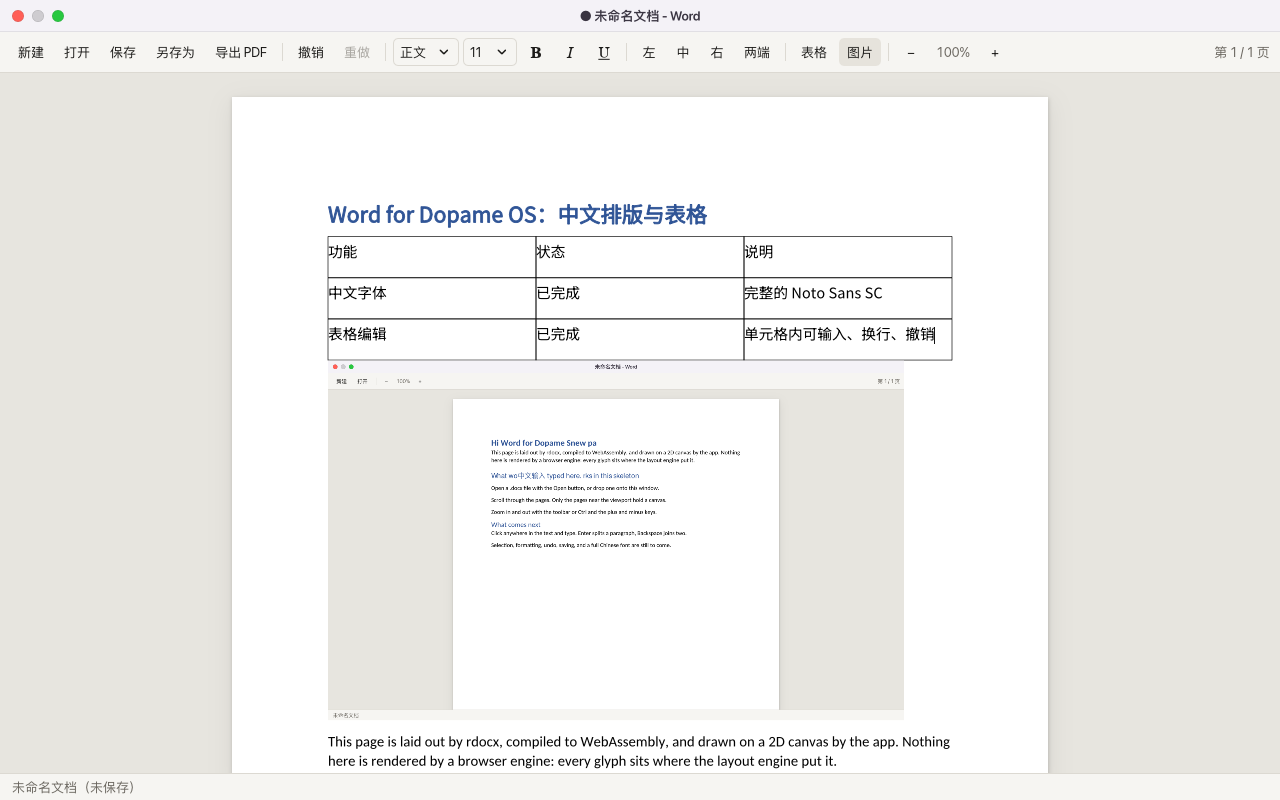 ● 未命名文档 - Word
新建 打开 保存 另存为 导出 PDF 撤销 重做 正文 11 B I U 左 中 右 两端 表格 图片 − 100% + 第 1 / 1 页
Word for Dopame OS：中文排版与表格
功能 状态 说明
中文字体 已完成 完整的 Noto Sans SC
表格编辑 已完成 单元格内可输入、换行、撤销
未命名文档 - Word
新建 打开 − 100% + 第 1 / 1 页
Hi Word for Dopame Snew pa
This page is laid out by rdocx, compiled to WebAssembly, and drawn on a 2D canvas by the app. Nothing
here is rendered by a browser engine: every glyph sits where the layout engine put it.
What wo中文输入 typed here. rks in this skeleton
Open a .docx file with the Open button, or drop one onto this window.
Scroll through the pages. Only the pages near the viewport hold a canvas.
Zoom in and out with the toolbar or Ctrl and the plus and minus keys.
What comes next
Click anywhere in the text and type. Enter splits a paragraph, Backspace joins two.
Selection, formatting, undo, saving, and a full Chinese font are still to come.
未命名文档
This page is laid out by rdocx, compiled to WebAssembly, and drawn on a 2D canvas by the app. Nothing
here is rendered by a browser engine: every glyph sits where the layout engine put it.
未命名文档（未保存）